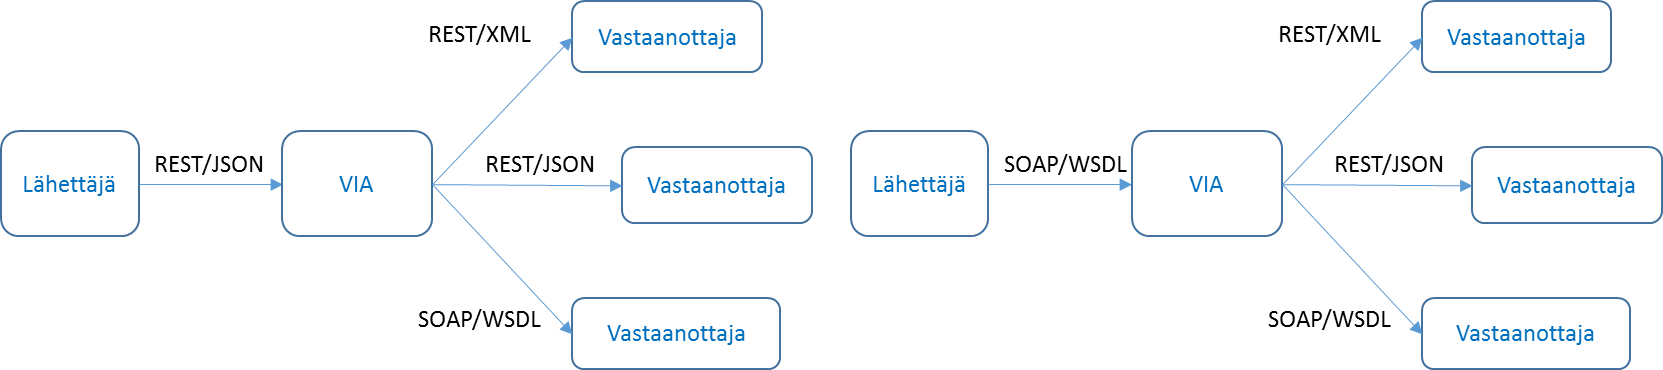 REST/XML
Vastaanottaja
Lähettäjä
REST/JSON
VIA
REST/JSON
Vastaanottaja
SOAP/WSDL
Vastaanottaja
REST/XML
Vastaanottaja
Lähettäjä
SOAP/WSDL
VIA
REST/JSON
Vastaanottaja
SOAP/WSDL
Vastaanottaja